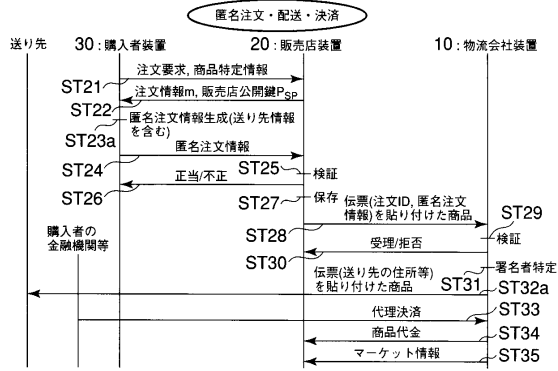 匿名注文・配送・決済
送り先
30：購入者装置
20：販売店装置
10：物流会社装置
注文要求, 商品特定情報
ST21
注文情報m, 販売店公開鍵PSP
ST22
匿名注文情報生成(送り先情報
を含む)
ST23a
匿名注文情報
ST24
ST25
検証
正当/不正
ST26
ST27
保存
伝票(注文ID, 匿名注文
情報)を貼り付けた商品
ST28
ST29
検証
購入者の
金融機関等
受理/拒否
ST30
署名者特定
ST31
伝票(送り先の住所等)
を貼り付けた商品
ST32a
代理決済
ST33
商品代金
ST34
マーケット情報
ST35